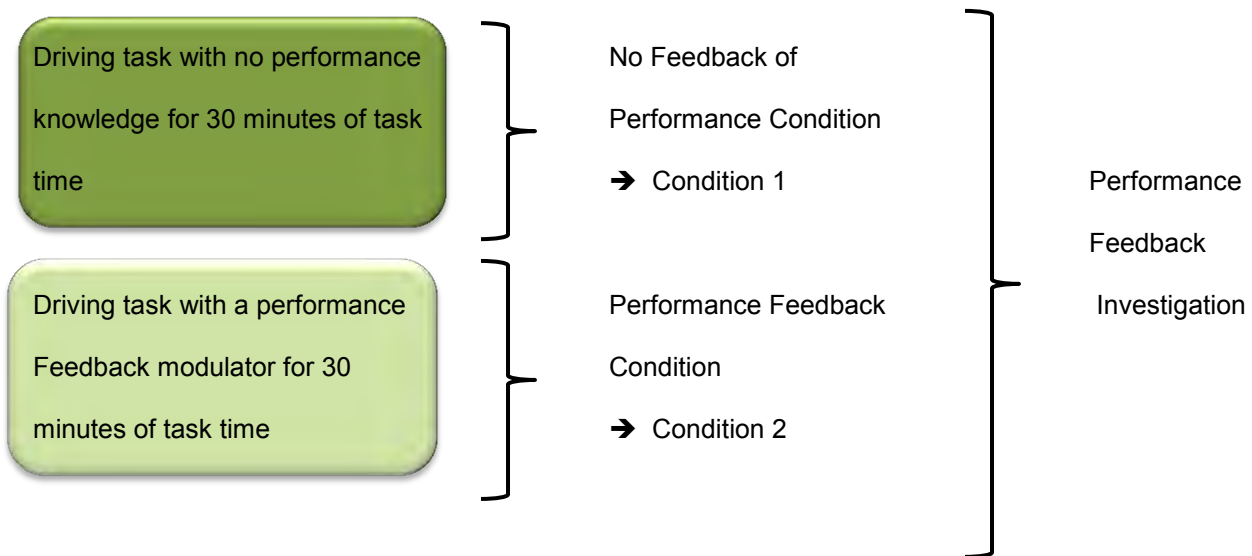 Driving task with no performance
knowledge for 30 minutes of task
time
No Feedback of
Performance Condition
➔ Condition 1
Driving task with a performance
Feedback modulator for 30
minutes of task time
Performance Feedback
Condition
➔ Condition 2
Performance
Feedback
Investigation